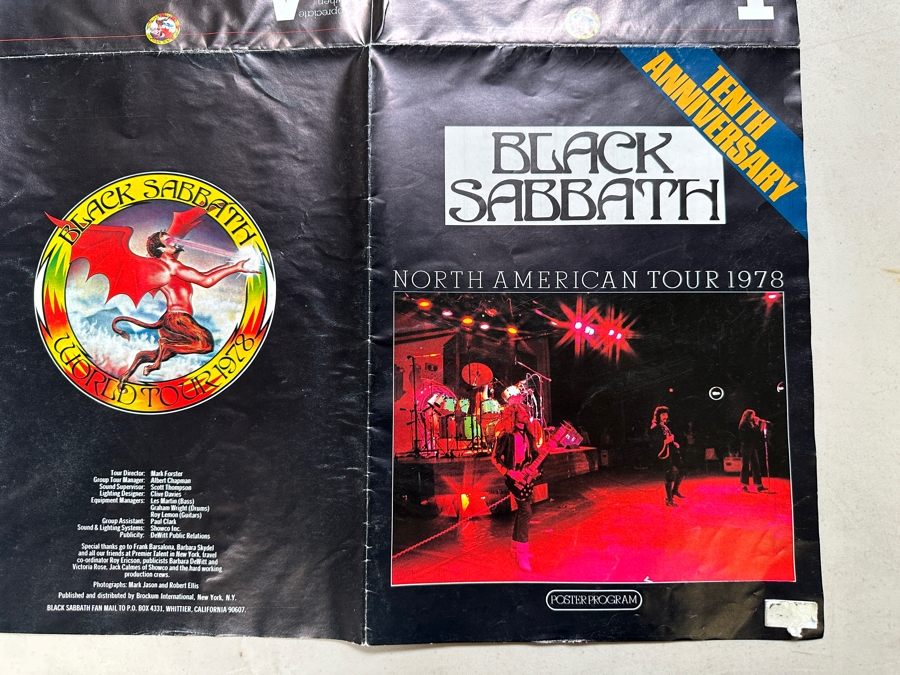 TENTH
ANNIVERSARY
BLACK
SABBATH
NORTH AMERICAN TOUR 1978
POSTER PROGRAM
BLACK SABBATH
WORLD TOUR 1978
Tour Director: Mark Forster
Group Tour Manager: Albert Chapman
Sound Supervisor: Scott Thompson
Lighting Designer: Clive Davies
Equipment Managers: Les Martin (Bass)
Graham Wright (Drums)
Roy Lemon (Guitars)
Group Assistant: Paul Clark
Sound & Lighting Systems: Showco Inc.
Publicity: DeWitt Public Relations
Special thanks go to Frank Barsalona, Barbara Skydel
and all our friends at Premier Talent in New York, travel
co-ordinator Roy Ericson, publicists Barbara DeWitt and
Victoria Rose, Jack Calmes of Showco and the hard working
production crews.
Photographs: Mark Jason and Robert Ellis
Published and distributed by Brockum International, New York, N.Y.
BLACK SABBATH FAN MAIL TO P.O. BOX 4331, WHITTIER, CALIFORNIA 90607.